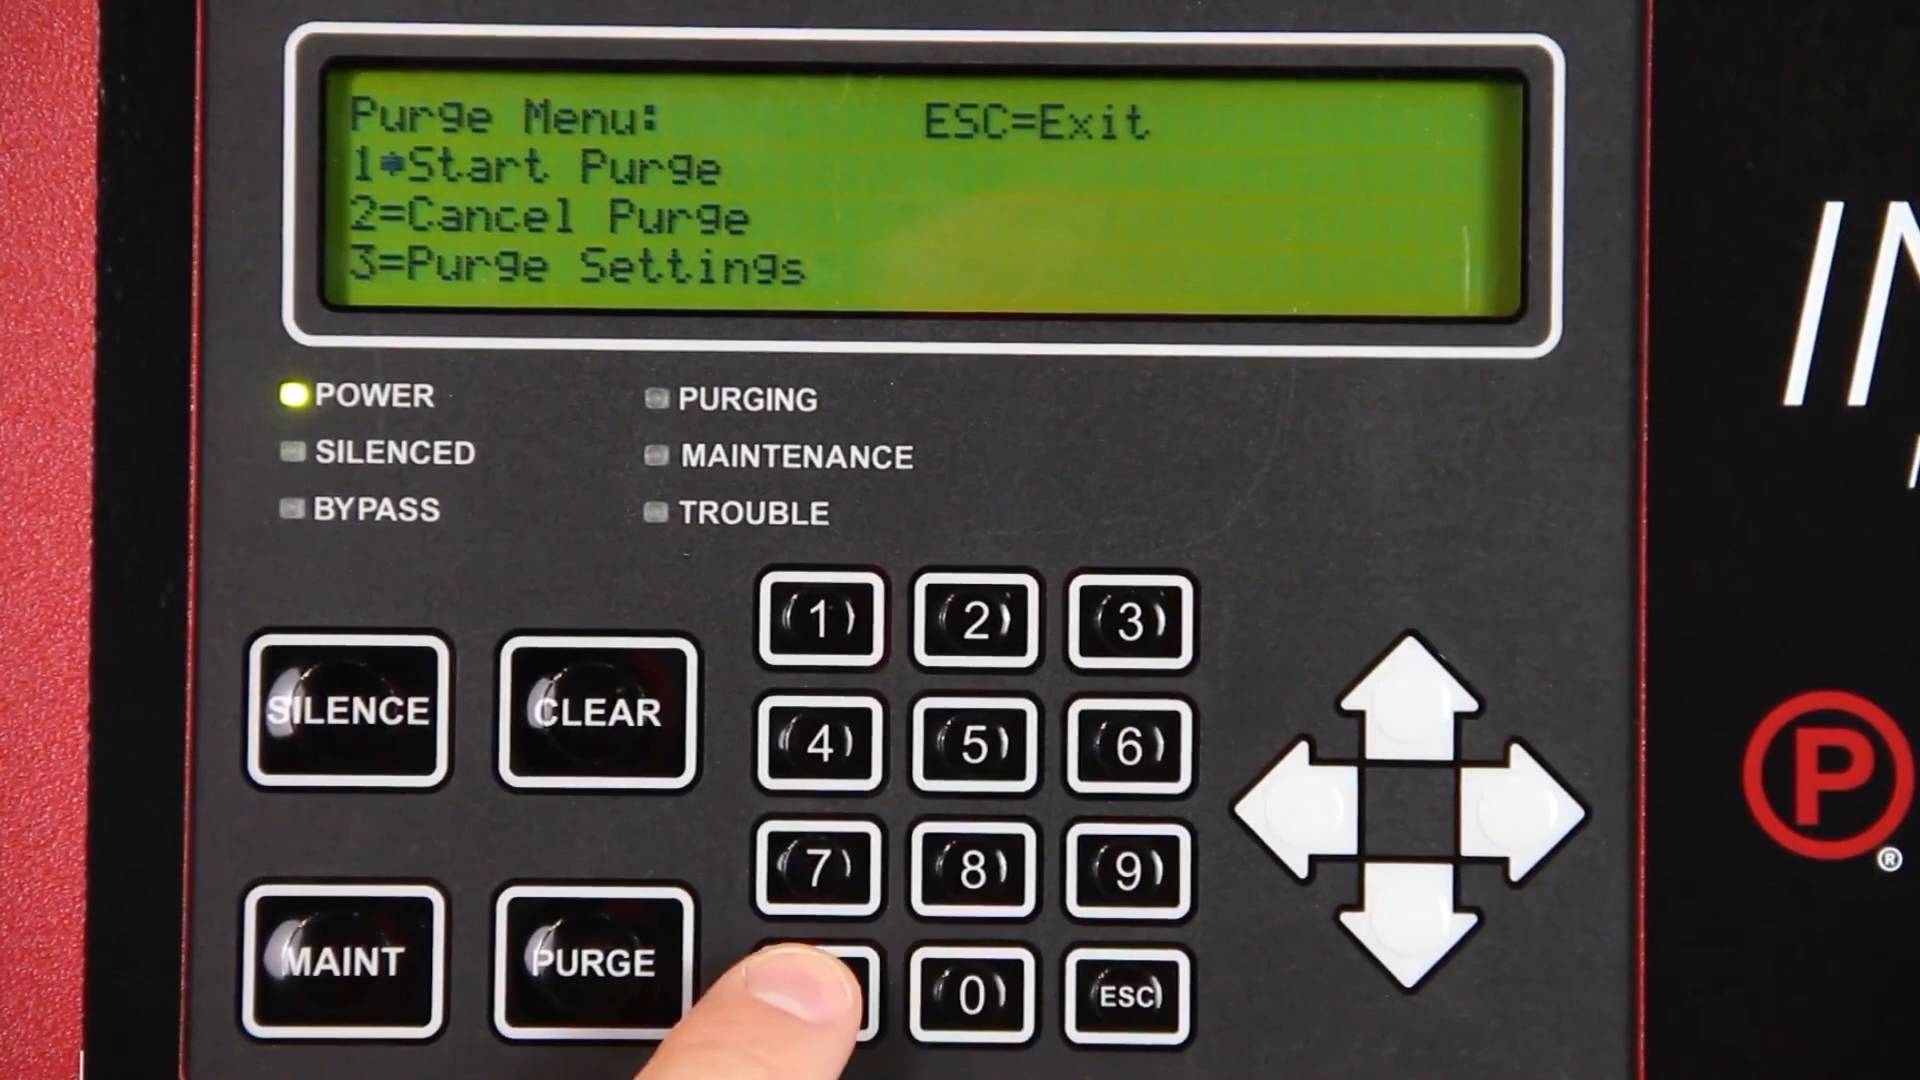 Purge Menu: ESC=Exit
1➧Start Purge
2=Cancel Purge
3=Purge Settings
POWER PURGING
SILENCED MAINTENANCE
BYPASS TROUBLE
1 2 3
SILENCE CLEAR
4 5 6
7 8 9
MAINT PURGE
0 ESC
P
®